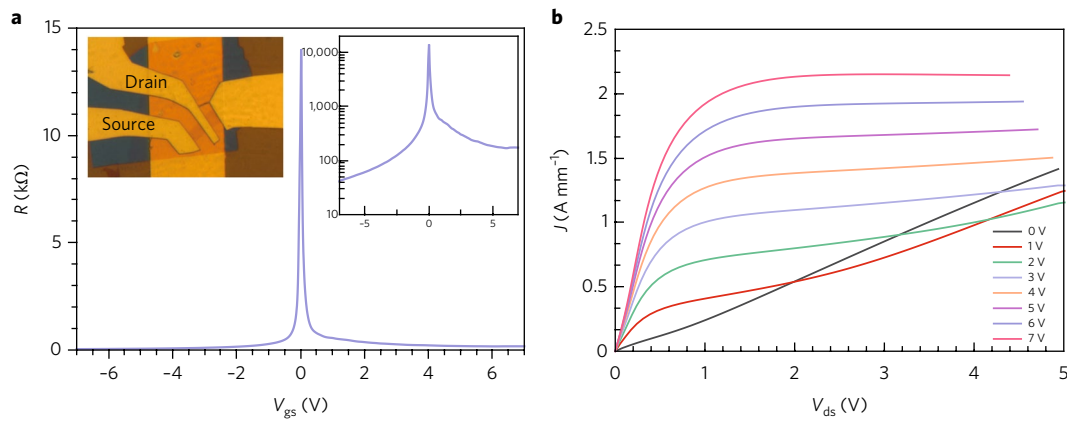 a
R (kΩ)
15
10
5
0
−6
−4
−2
0
2
4
6
V_gs (V)
Drain
Source
10,000
1,000
100
10
−5
0
5
b
J (A mm⁻¹)
2.5
2
1.5
1
0.5
0
0
1
2
3
4
5
V_ds (V)
0 V
1 V
2 V
3 V
4 V
5 V
6 V
7 V